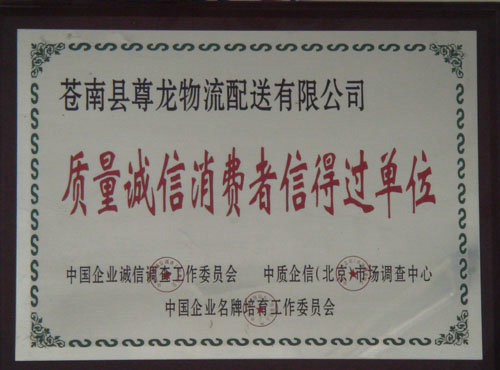 苍南县尊龙物流配送有限公司
质量诚信消费者信得过单位
中国企业诚信调查工作委员会 中质企信(北京)市场调查中心
中国企业名牌培育工作委员会